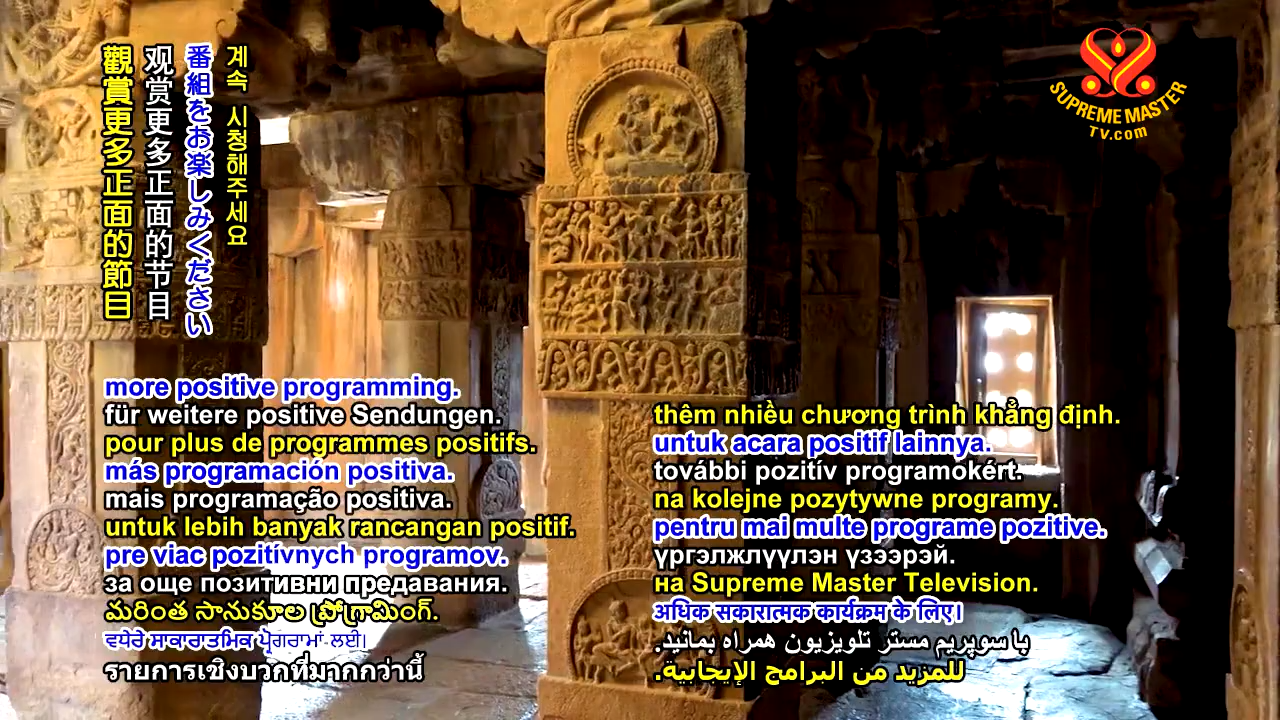 觀賞更多正面的節目
观赏更多正面的节目
番組をお楽しみください
계속 시청해주세요
SUPREME MASTER
TV.com
more positive programming.
für weitere positive Sendungen.
pour plus de programmes positifs.
más programación positiva.
mais programação positiva.
untuk lebih banyak rancangan positif.
pre viac pozitívnych programov.
за още позитивни предавания.
మరింత సానుకూల ప్రోగ్రామింగ్.
ਵਧੇਰੇ ਸਾਕਾਰਾਤਮਿਕ ਪ੍ਰੋਗਰਾਮਾਂ ਲਈ।
รายการเชิงบวกที่มากกว่านี้
thêm nhiều chương trình khẳng định.
untuk acara positif lainnya.
további pozitív programokért.
na kolejne pozytywne programy.
pentru mai multe programe pozitive.
үргэлжлүүлэн үзээрэй.
на Supreme Master Television.
अधिक सकारात्मक कार्यक्रम के लिए।
با سوپریم مستر تلویزیون همراه بمانید.
للمزيد من البرامج الإيجابية.